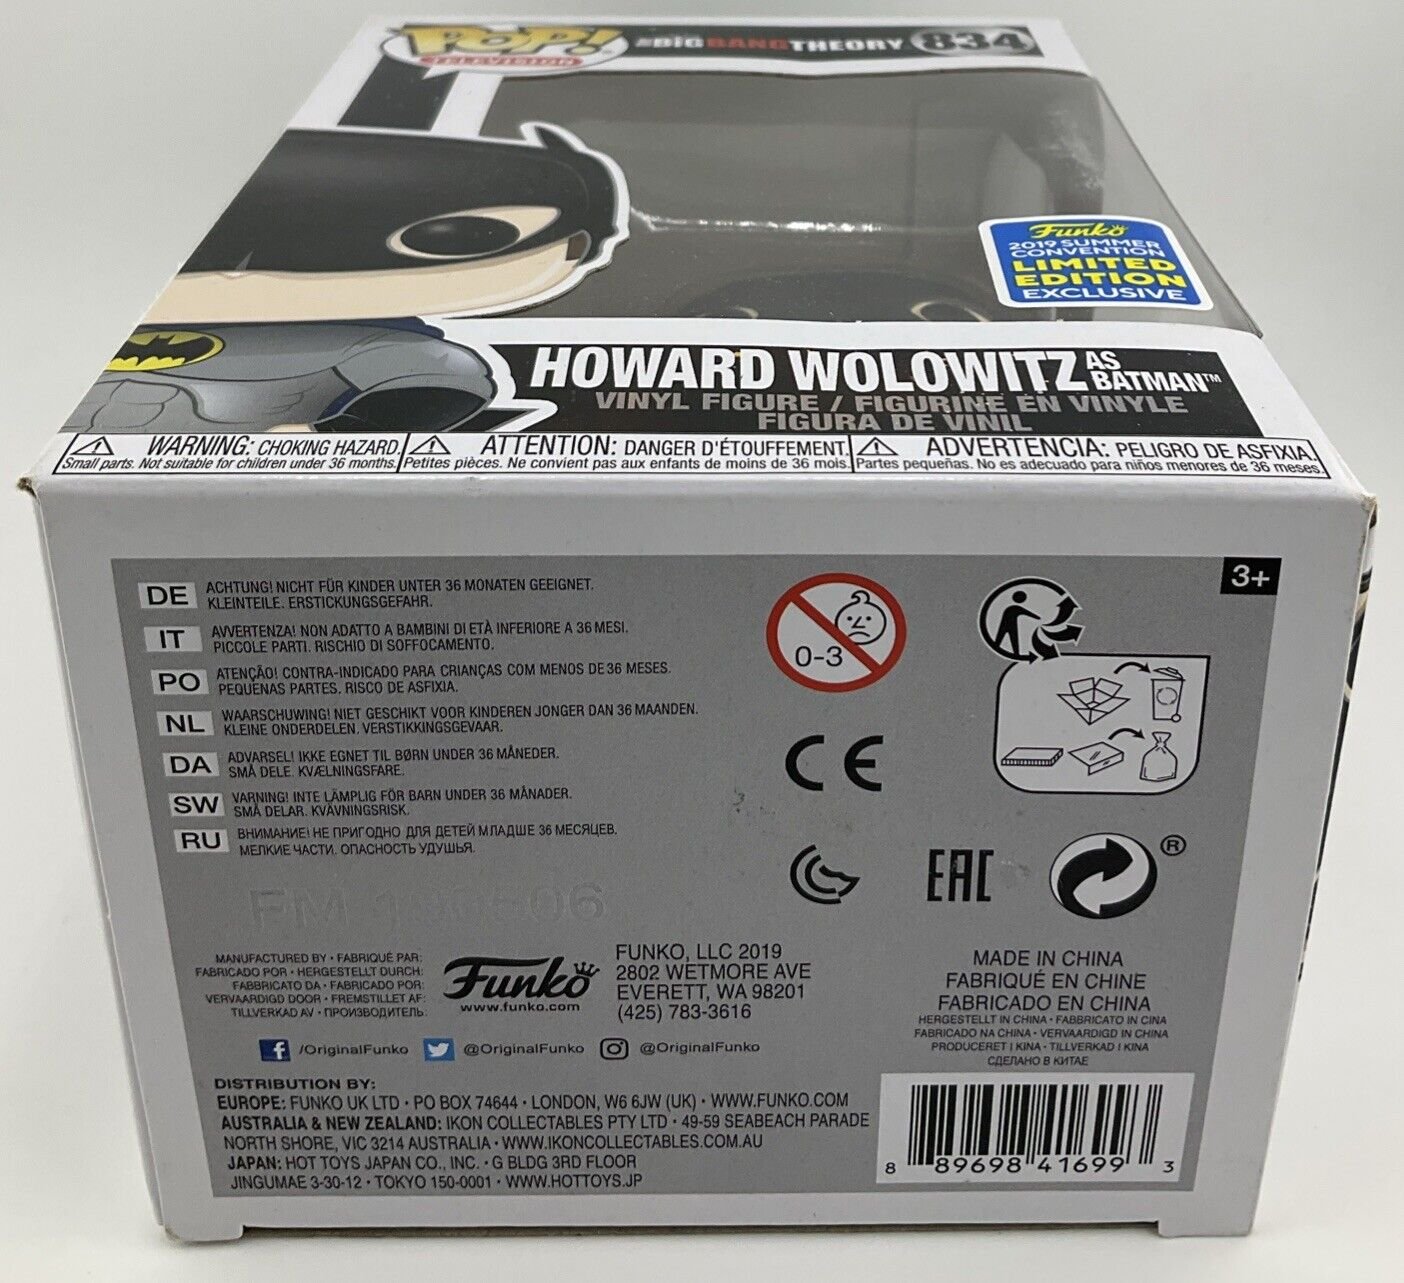 POP!
TELEVISION
THE BIG BANG THEORY 834
Funko
2019 SUMMER
CONVENTION
LIMITED
EDITION
EXCLUSIVE
HOWARD WOLOWITZ AS BATMAN™
VINYL FIGURE / FIGURINE EN VINYLE
FIGURA DE VINIL
WARNING: CHOKING HAZARD.
Small parts. Not suitable for children under 36 months.
ATTENTION: DANGER D'ÉTOUFFEMENT.
Petites pièces. Ne convient pas aux enfants de moins de 36 mois.
ADVERTENCIA: PELIGRO DE ASFIXIA.
Partes pequeñas. No es adecuado para niños menores de 36 meses.
3+
DE ACHTUNG! NICHT FÜR KINDER UNTER 36 MONATEN GEEIGNET.
KLEINTEILE. ERSTICKUNGSGEFAHR.
IT AVVERTENZA! NON ADATTO A BAMBINI DI ETÀ INFERIORE A 36 MESI.
PICCOLE PARTI. RISCHIO DI SOFFOCAMENTO.
PO ATENÇÃO! CONTRA-INDICADO PARA CRIANÇAS COM MENOS DE 36 MESES.
PEQUENAS PARTES. RISCO DE ASFIXIA.
NL WAARSCHUWING! NIET GESCHIKT VOOR KINDEREN JONGER DAN 36 MAANDEN.
KLEINE ONDERDELEN. VERSTIKKINGSGEVAAR.
DA ADVARSEL! IKKE EGNET TIL BØRN UNDER 36 MÅNEDER.
SMÅ DELE. KVÆLNINGSFARE.
SW VARNING! INTE LÄMPLIG FÖR BARN UNDER 36 MÅNADER.
SMÅ DELAR. KVÄVNINGSRISK.
RU ВНИМАНИЕ! НЕ ПРИГОДНО ДЛЯ ДЕТЕЙ МЛАДШЕ 36 МЕСЯЦЕВ.
МЕЛКИЕ ЧАСТИ. ОПАСНОСТЬ УДУШЬЯ.
0-3
CE
EAC
®
FM
MANUFACTURED BY • FABRIQUÉ PAR:
FABRICADO POR • HERGESTELLT DURCH:
FABBRICATO DA • FABRICADO POR:
VERVAARDIGD DOOR • FREMSTILLET AF:
TILLVERKAD AV • ПРОИЗВОДИТЕЛЬ:
Funko
www.funko.com
FUNKO, LLC 2019
2802 WETMORE AVE
EVERETT, WA 98201
(425) 783-3616
MADE IN CHINA
FABRIQUÉ EN CHINE
FABRICADO EN CHINA
HERGESTELLT IN CHINA • FABBRICATO IN CINA
FABRICADO NA CHINA • VERVAARDIGD IN CHINA
PRODUCERET I KINA • TILLVERKAD I KINA
СДЕЛАНО В КИТАЕ
f /OriginalFunko @OriginalFunko @OriginalFunko
DISTRIBUTION BY:
EUROPE: FUNKO UK LTD • PO BOX 74644 • LONDON, W6 6JW (UK) • WWW.FUNKO.COM
AUSTRALIA & NEW ZEALAND: IKON COLLECTABLES PTY LTD • 49-59 SEABEACH PARADE
NORTH SHORE, VIC 3214 AUSTRALIA • WWW.IKONCOLLECTABLES.COM.AU
JAPAN: HOT TOYS JAPAN CO., INC. • G BLDG 3RD FLOOR
JINGUMAE 3-30-12 • TOKYO 150-0001 • WWW.HOTTOYS.JP
8 89698 41699 3